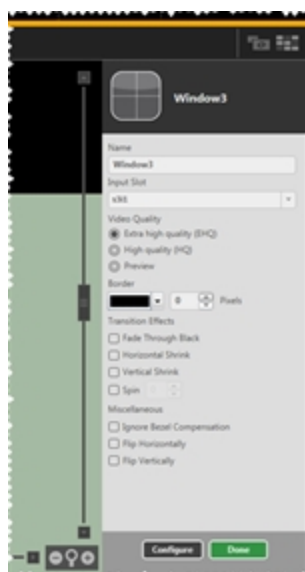 Window3
Name
Window3
Input Slot
Video Quality
Extra high quality (EHQ)
High quality (HQ)
Preview
Border
0 Pixels
Transition Effects
Fade Through Black
Horizontal Shrink
Vertical Shrink
Spin
Miscellaneous
Ignore Bezel Compensation
Flip Horizontally
Flip Vertically
Configure Done